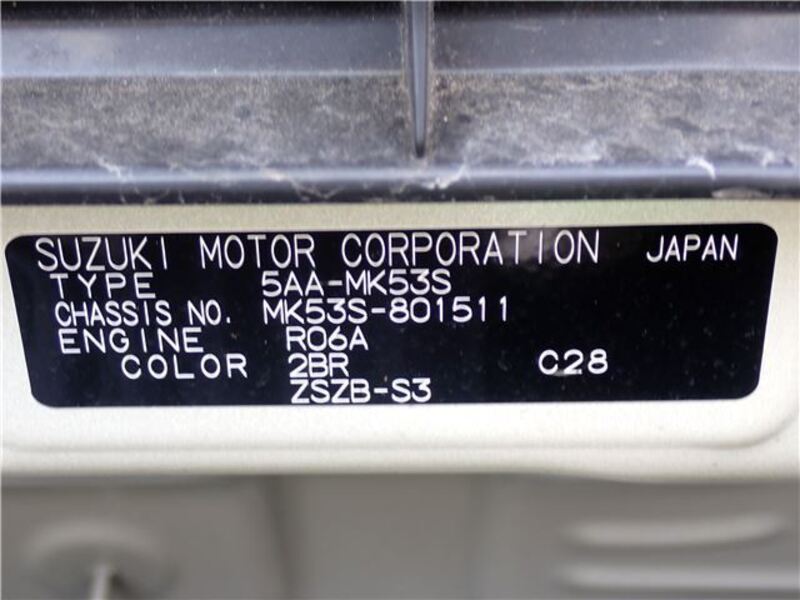 SUZUKI MOTOR CORPORATION JAPAN
TYPE 5AA-MK53S
CHASSIS NO. MK53S-801511
ENGINE R06A
COLOR 2BR C28
ZSZB-S3